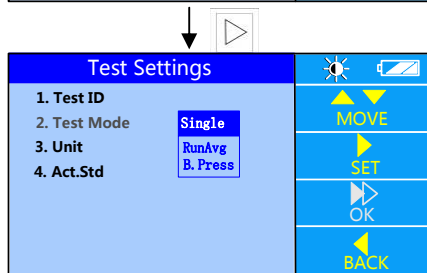 Test Settings
1. Test ID
2. Test Mode
3. Unit
4. Act.Std
Single
RunAvg
B.Press
MOVE
SET
OK
BACK